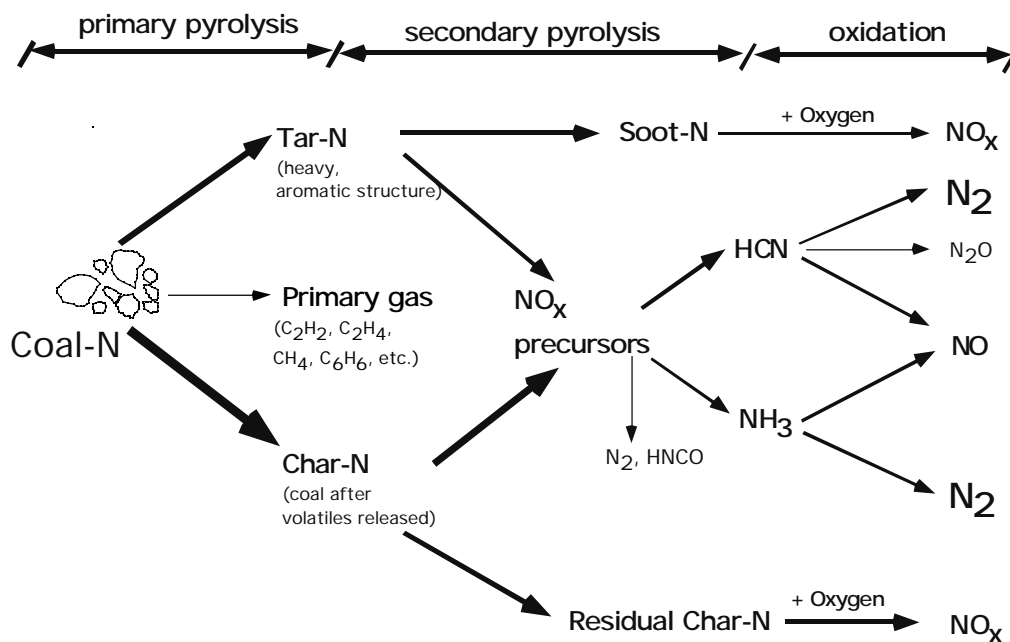 primary pyrolysis
secondary pyrolysis
oxidation
Tar-N
(heavy,
aromatic structure)
Soot-N
+ Oxygen
NOx
N2
HCN
N2O
Primary gas
(C2H2, C2H4,
CH4, C6H6, etc.)
Coal-N
NOx
precursors
NO
NH3
N2, HNCO
Char-N
(coal after
volatiles released)
N2
Residual Char-N
+ Oxygen
NOx